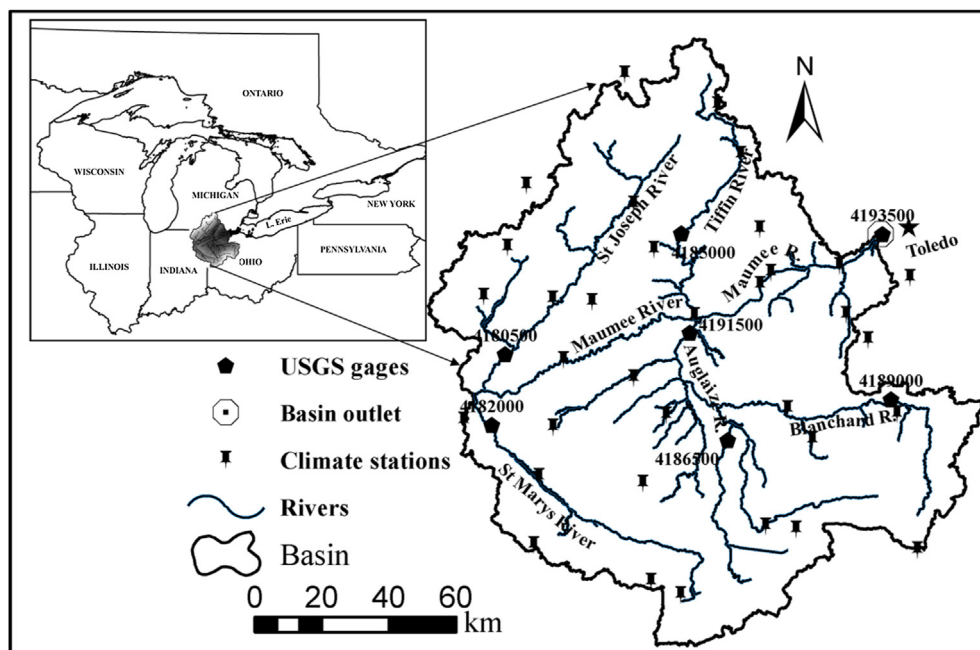 ONTARIO
WISCONSIN
MICHIGAN
NEW YORK
L. Erie
PENNSYLVANIA
ILLINOIS
INDIANA
OHIO
N
St Joseph River
Tiffin River
4193500
Toledo
4185000
Maumee R.
Maumee River
4191500
4180500
Auglaize R.
4182000
4189000
Blanchard R.
4186500
St Marys River
USGS gages
Basin outlet
Climate stations
Rivers
Basin
0 20 40 60
km